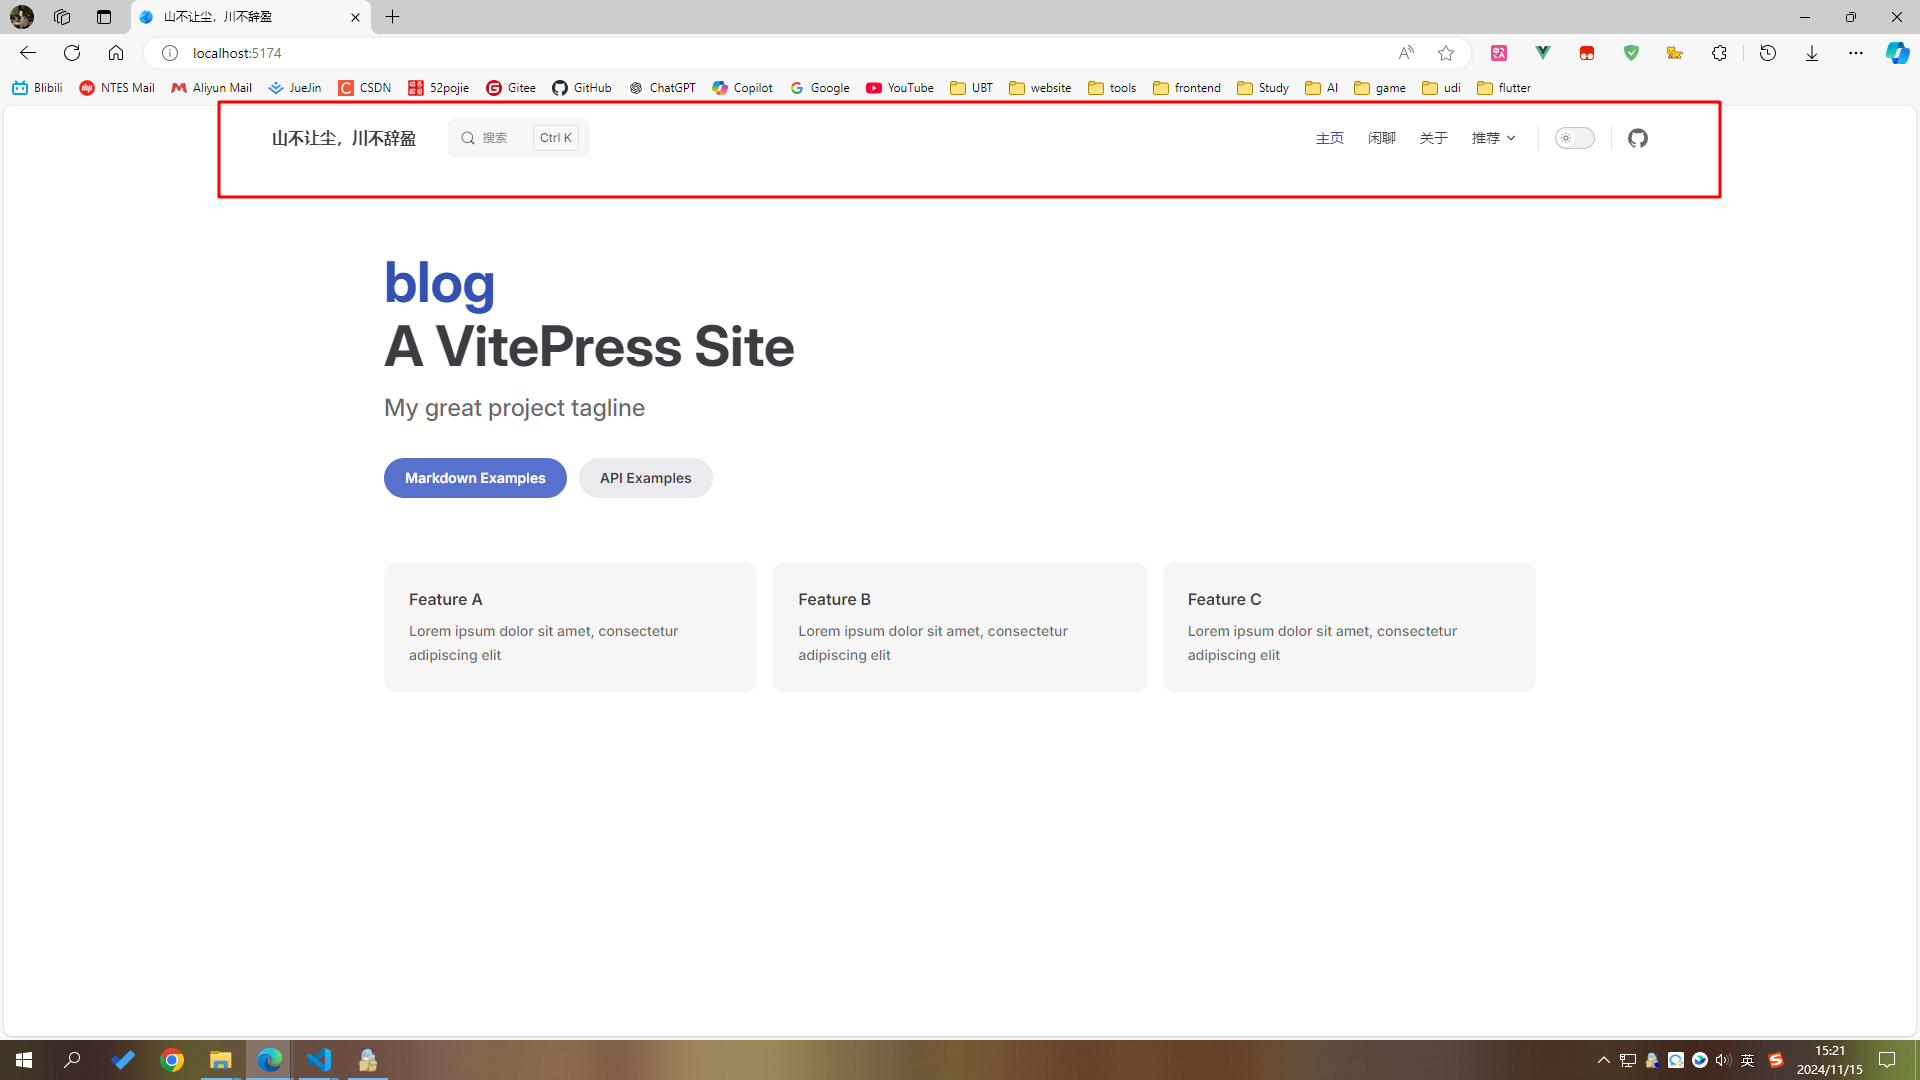 山不让尘，川不辞盈
localhost:5174
Blibili NTES Mail Aliyun Mail JueJin CSDN 52pojie Gitee GitHub ChatGPT Copilot Google YouTube UBT website tools frontend Study AI game udi flutter
山不让尘，川不辞盈 搜索 Ctrl K 主页 闲聊 关于 推荐
blog
A VitePress Site
My great project tagline
Markdown Examples API Examples
Feature A
Lorem ipsum dolor sit amet, consectetur
adipiscing elit
Feature B
Lorem ipsum dolor sit amet, consectetur
adipiscing elit
Feature C
Lorem ipsum dolor sit amet, consectetur
adipiscing elit
英
15:21
2024/11/15